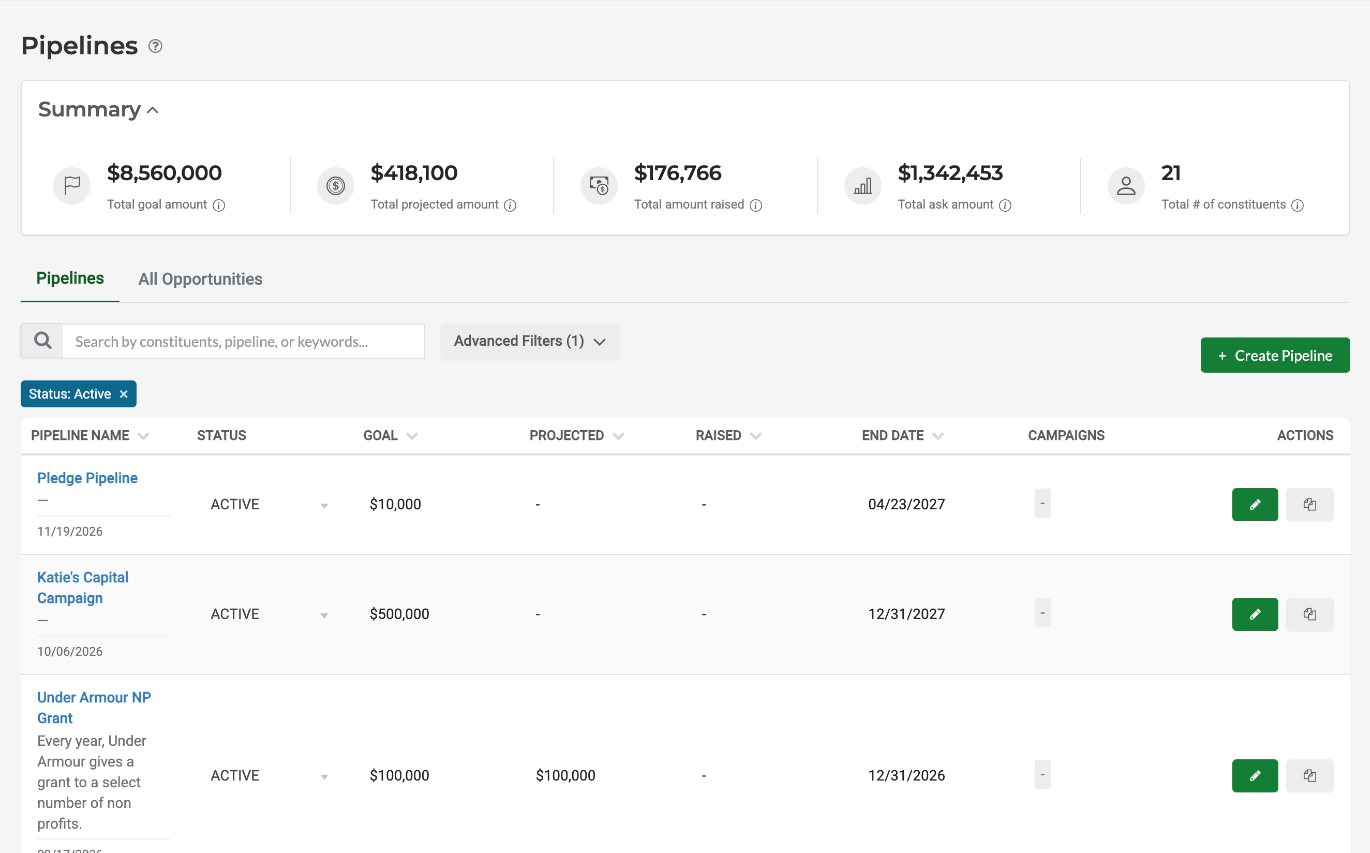 Pipelines ?
Summary
$8,560,000
Total goal amount
$418,100
Total projected amount
$176,766
Total amount raised
$1,342,453
Total ask amount
21
Total # of constituents
Pipelines All Opportunities
Search by constituents, pipeline, or keywords...
Advanced Filters (1)
+ Create Pipeline
Status: Active ×
PIPELINE NAME STATUS GOAL PROJECTED RAISED END DATE CAMPAIGNS ACTIONS
Pledge Pipeline
—
ACTIVE $10,000 - - 04/23/2027 -
11/19/2026
Katie's Capital
Campaign
—
ACTIVE $500,000 - - 12/31/2027 -
10/06/2026
Under Armour NP
Grant
Every year, Under
Armour gives a
grant to a select
number of non
profits.
ACTIVE $100,000 $100,000 - 12/31/2026 -